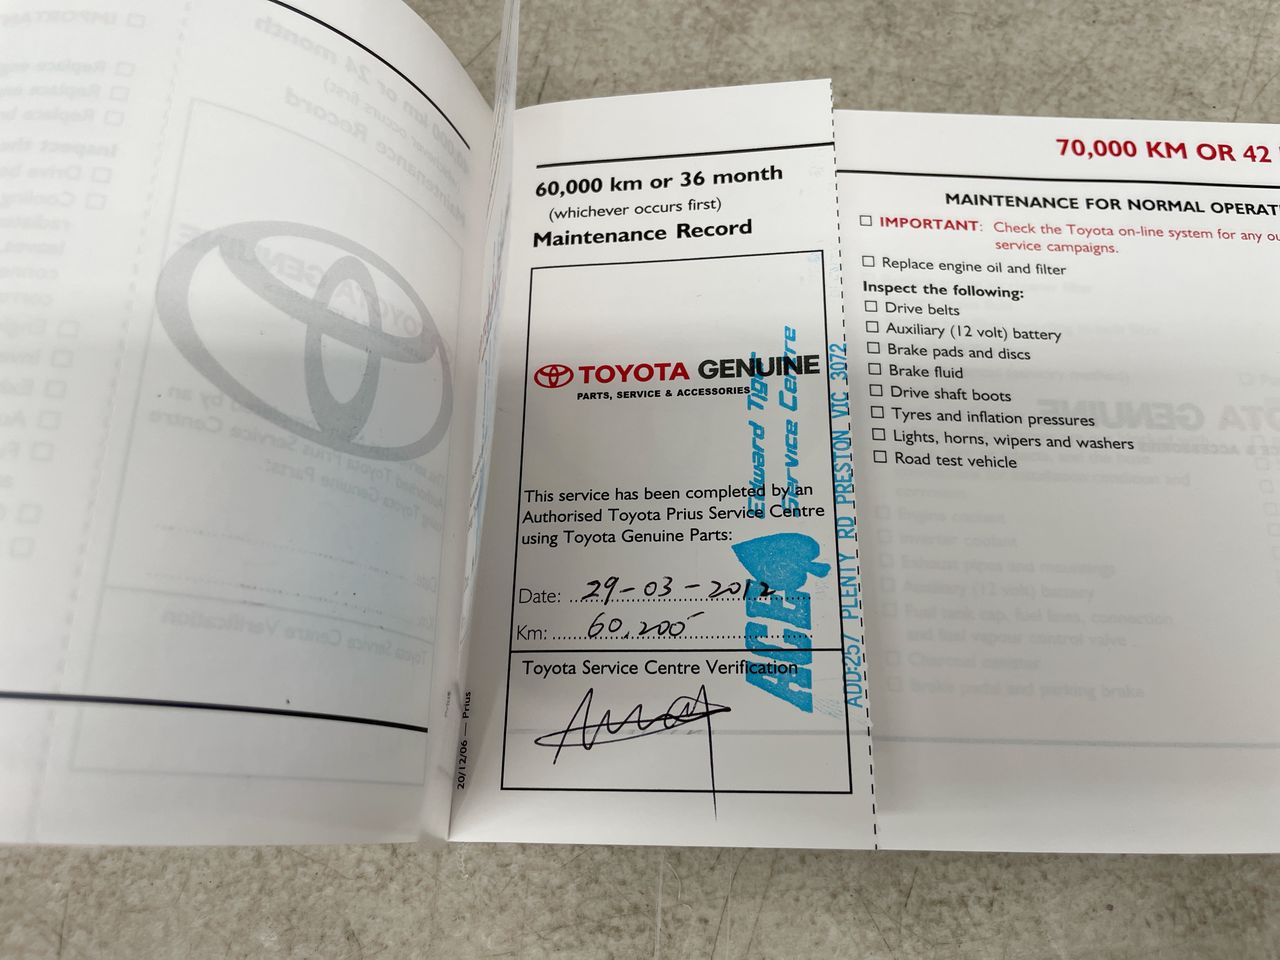 60,000 km or 36 month
(whichever occurs first)
Maintenance Record
TOYOTA GENUINE
PARTS, SERVICE & ACCESSORIES
This service has been completed by an
Authorised Toyota Prius Service Centre
using Toyota Genuine Parts:
Date: 29-03-2012
Km: 60,200
Toyota Service Centre Verification
20/12/06 — Prius
Edward Tiger
Service Centre
ACE
ADD:257 PLENTY RD PRESTON VIC 3072
70,000 KM OR 42
MAINTENANCE FOR NORMAL
☐ IMPORTANT: Check the Toyota on-line system for any
service campaigns.
☐ Replace engine oil and filter
Inspect the following:
☐ Drive belts
☐ Auxiliary (12 volt) battery
☐ Brake pads and discs
☐ Brake fluid
☐ Drive shaft boots
☐ Tyres and inflation pressures
☐ Lights, horns, wipers and washers
☐ Road test vehicle